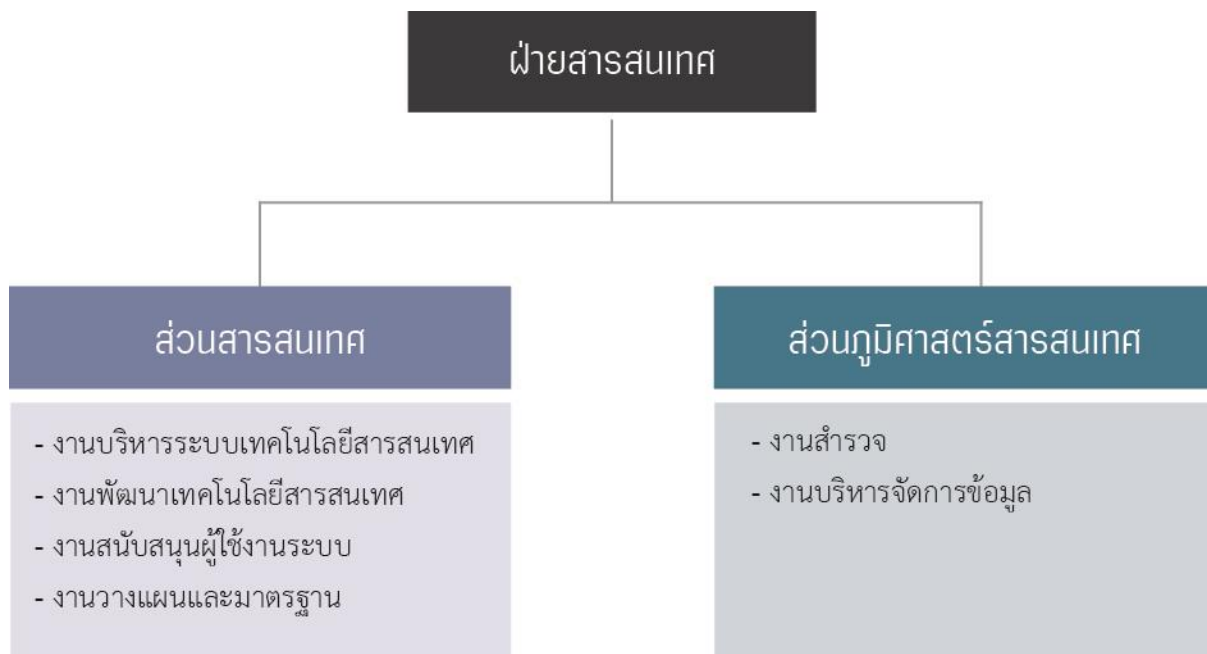 ฝ่ายสารสนเทศ
ส่วนสารสนเทศ
- งานบริหารระบบเทคโนโลยีสารสนเทศ
- งานพัฒนาเทคโนโลยีสารสนเทศ
- งานสนับสนุนผู้ใช้งานระบบ
- งานวางแผนและมาตรฐาน
ส่วนภูมิศาสตร์สารสนเทศ
- งานสำรวจ
- งานบริหารจัดการข้อมูล